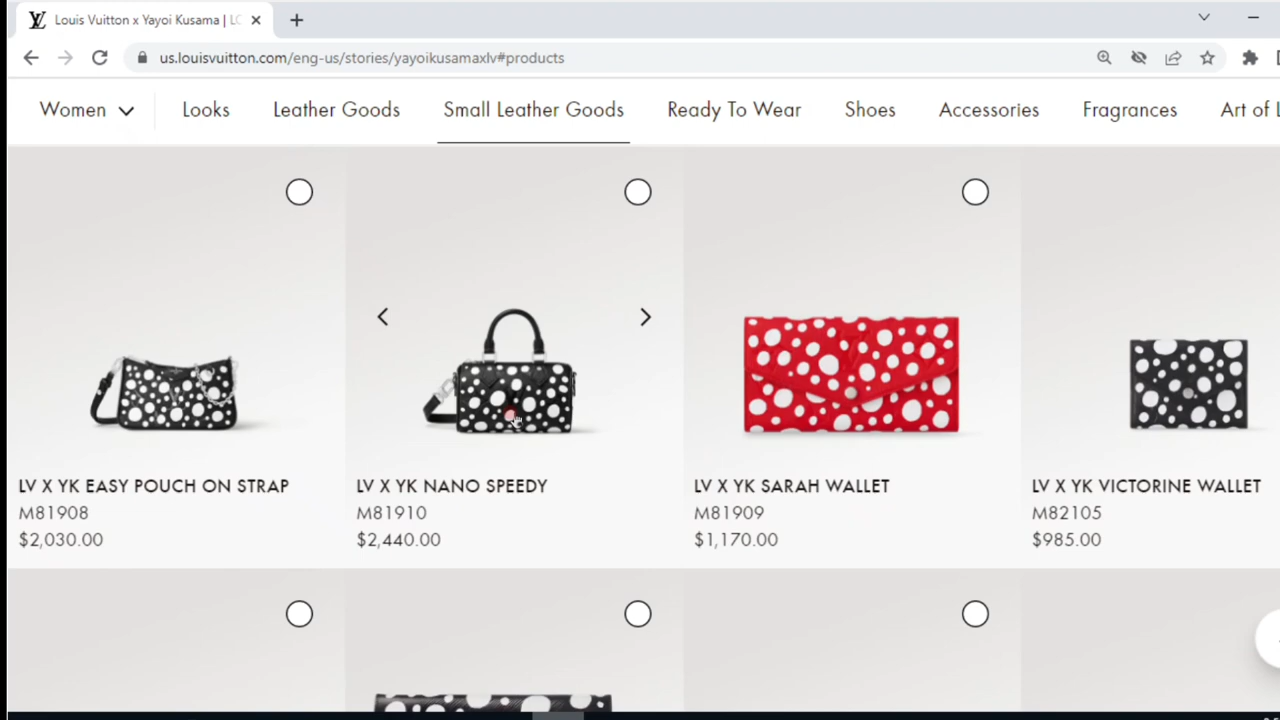 Louis Vuitton x Yayoi Kusama | LO
us.louisvuitton.com/eng-us/stories/yayoikusamaxlv#products
Women Looks Leather Goods Small Leather Goods Ready To Wear Shoes Accessories Fragrances Art of L
LV X YK EASY POUCH ON STRAP
M81908
$2,030.00
LV X YK NANO SPEEDY
M81910
$2,440.00
LV X YK SARAH WALLET
M81909
$1,170.00
LV X YK VICTORINE WALLET
M82105
$985.00